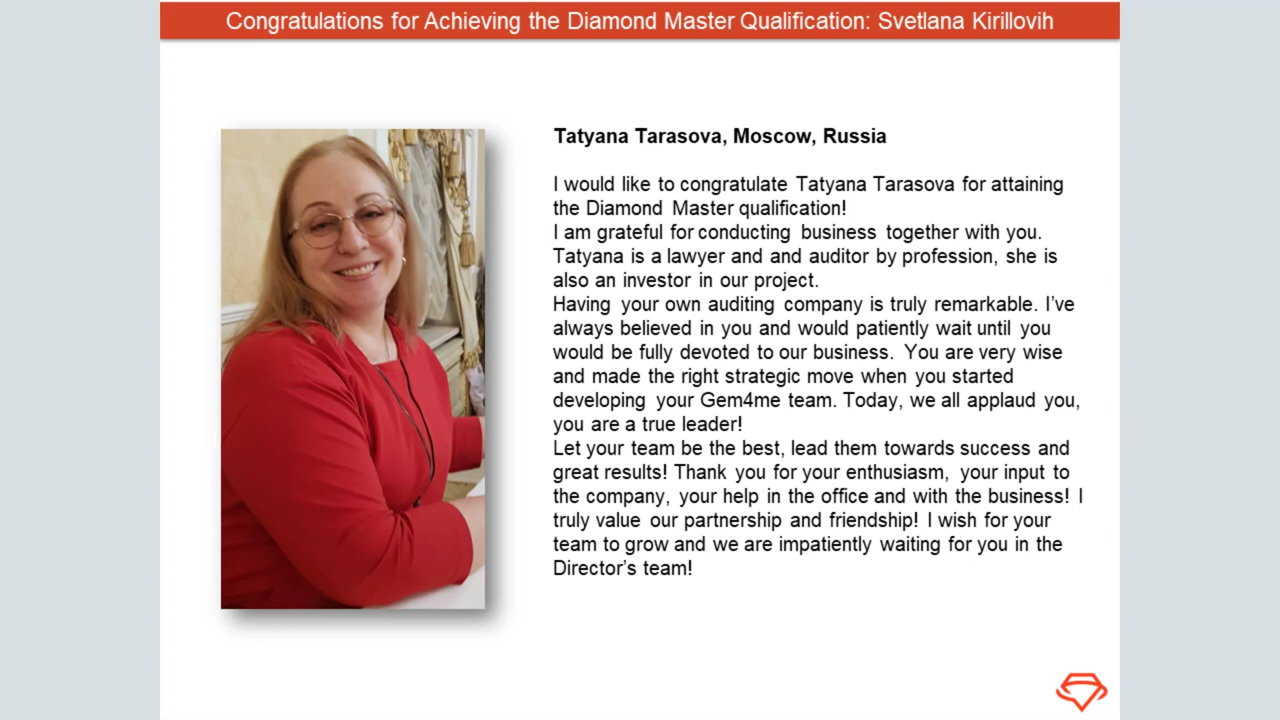 Congratulations for Achieving the Diamond Master Qualification: Svetlana Kirillovih
Tatyana Tarasova, Moscow, Russia
I would like to congratulate Tatyana Tarasova for attaining
the Diamond Master qualification!
I am grateful for conducting business together with you.
Tatyana is a lawyer and and auditor by profession, she is
also an investor in our project.
Having your own auditing company is truly remarkable. I've
always believed in you and would patiently wait until you
would be fully devoted to our business. You are very wise
and made the right strategic move when you started
developing your Gem4me team. Today, we all applaud you,
you are a true leader!
Let your team be the best, lead them towards success and
great results! Thank you for your enthusiasm, your input to
the company, your help in the office and with the business! I
truly value our partnership and friendship! I wish for your
team to grow and we are impatiently waiting for you in the
Director's team!